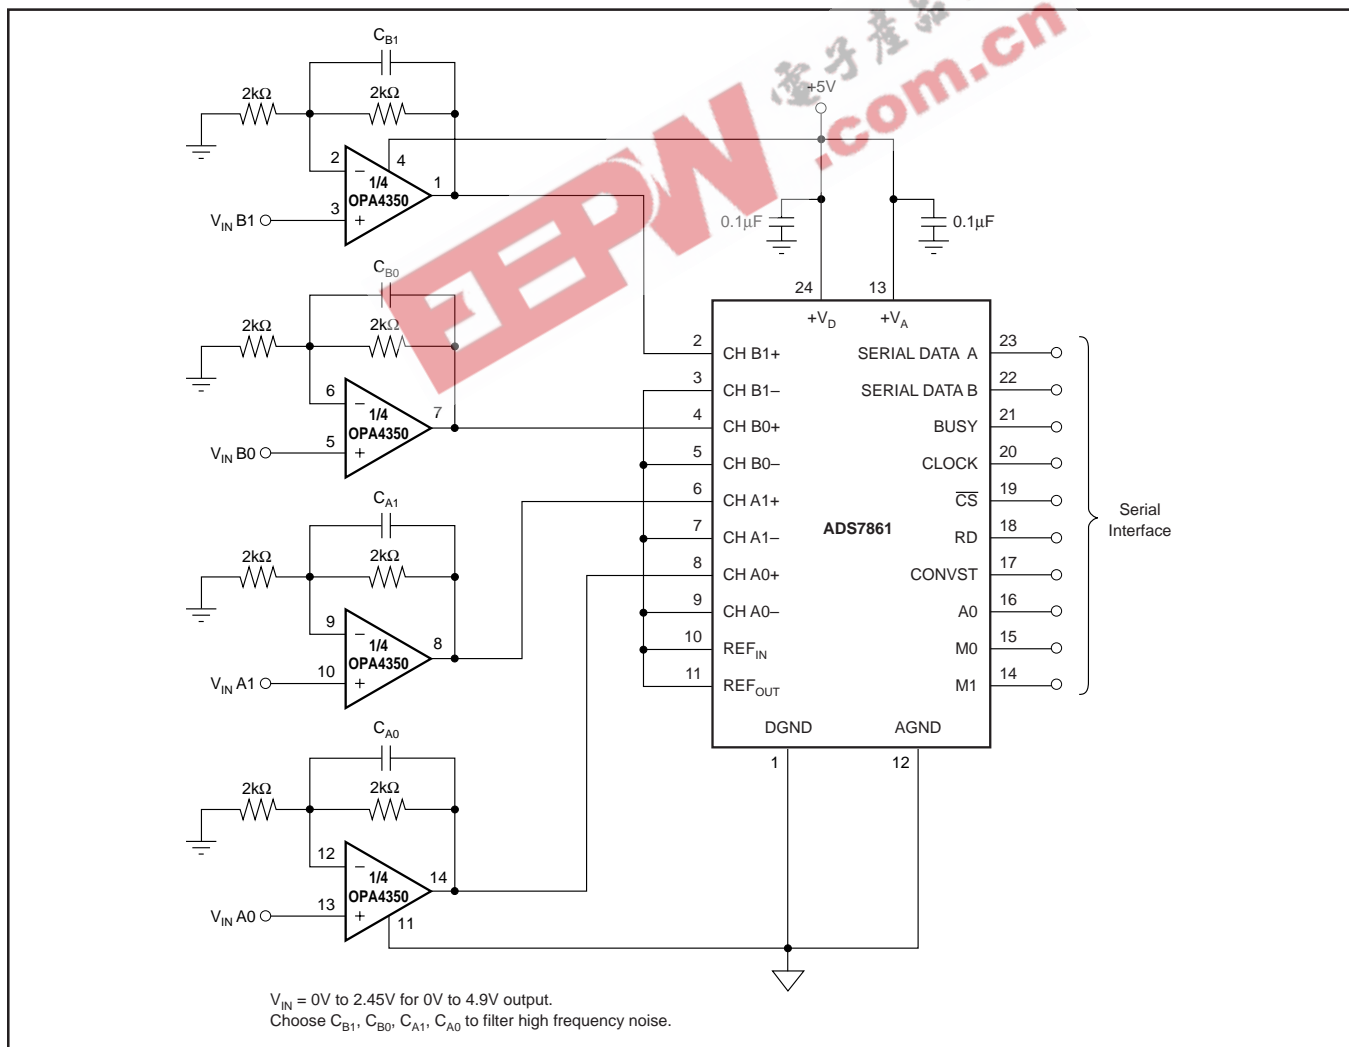 C_B1
2kΩ
2kΩ
2
4
1
1/4
OPA4350
3
V_IN B1
−
+
C_B0
2kΩ
2kΩ
6
7
1/4
OPA4350
5
V_IN B0
−
+
C_A1
2kΩ
2kΩ
9
8
1/4
OPA4350
10
V_IN A1
−
+
C_A0
2kΩ
2kΩ
12
14
1/4
OPA4350
13
11
V_IN A0
−
+
+5V
0.1µF
0.1µF
24
13
+V_D
+V_A
2
CH B1+
3
CH B1−
4
CH B0+
5
CH B0−
6
CH A1+
7
CH A1−
8
CH A0+
9
CH A0−
10
REF_IN
11
REF_OUT
ADS7861
SERIAL DATA A
23
SERIAL DATA B
22
BUSY
21
CLOCK
20
C̅S̅
19
RD
18
CONVST
17
A0
16
M0
15
M1
14
Serial
Interface
DGND
AGND
1
12
V_IN = 0V to 2.45V for 0V to 4.9V output.
Choose C_B1, C_B0, C_A1, C_A0 to filter high frequency noise.
EEPW
.com.cn
電子產品